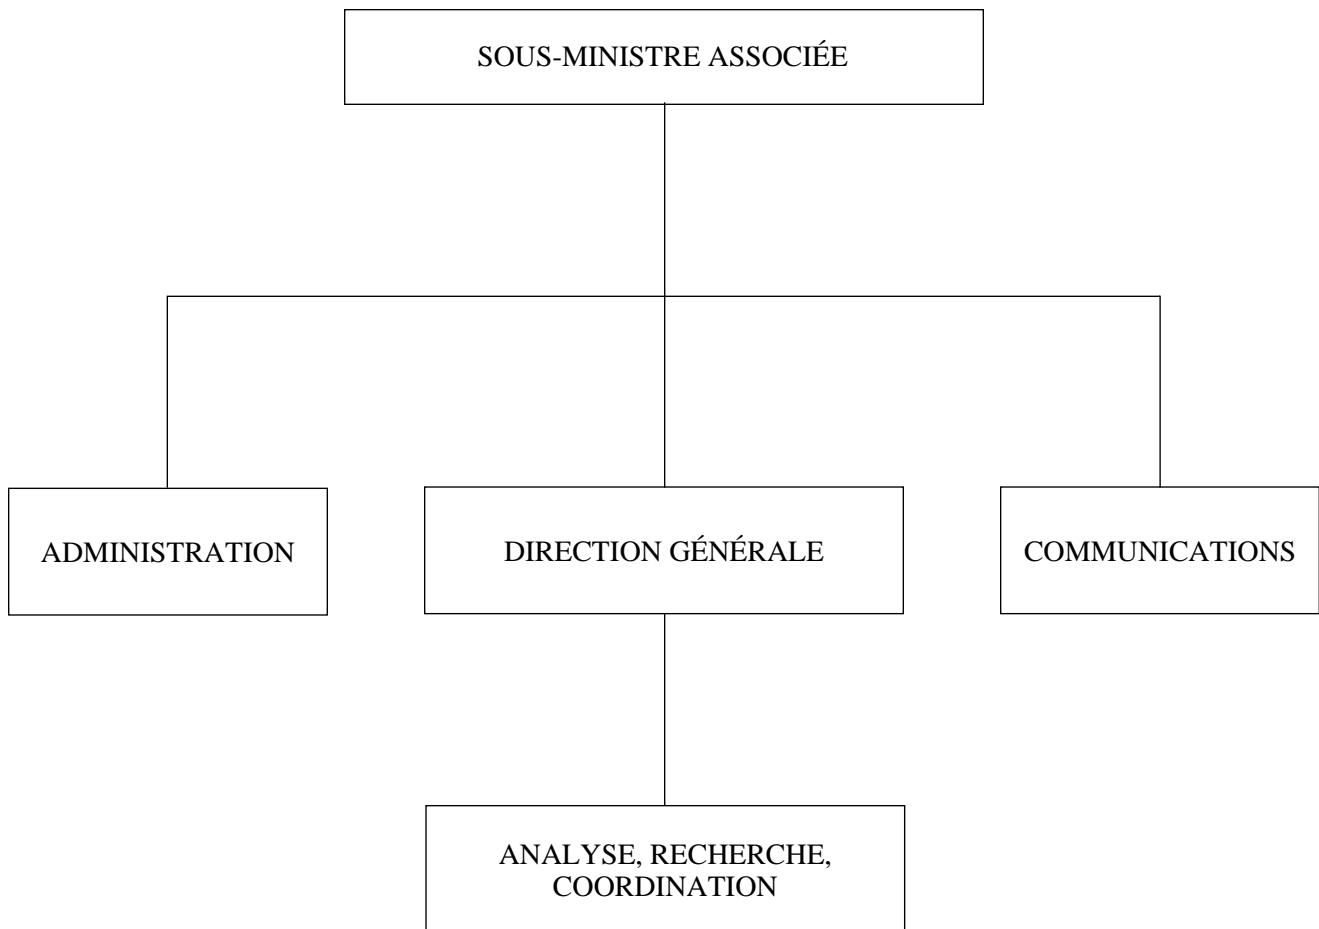 SOUS-MINISTRE ASSOCIÉE
ADMINISTRATION
DIRECTION GÉNÉRALE
COMMUNICATIONS
ANALYSE, RECHERCHE,
COORDINATION